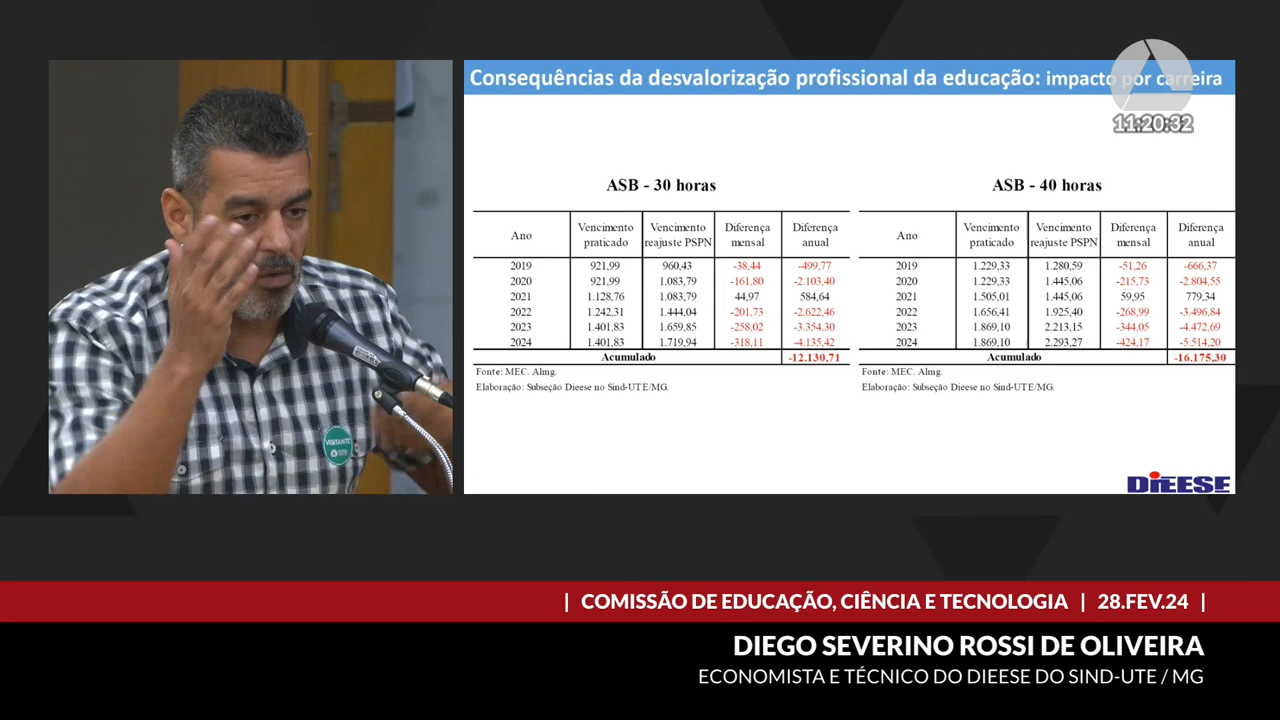 Consequências da desvalorização profissional da educação: impacto por carreira
11:20:32
ASB - 30 horas
Ano Vencimento praticado Vencimento reajuste PSPN Diferença mensal Diferença anual
2019 921,99 960,43 -38,44 -499,77
2020 921,99 1.083,79 -161,80 -2.103,40
2021 1.128,76 1.083,79 44,97 584,64
2022 1.242,31 1.444,04 -201,73 -2.622,46
2023 1.401,83 1.659,85 -258,02 -3.354,30
2024 1.401,83 1.719,94 -318,11 -4.135,42
Acumulado -12.130,71
Fonte: MEC. Almg.
Elaboração: Subseção Dieese no Sind-UTE/MG.
ASB - 40 horas
Ano Vencimento praticado Vencimento reajuste PSPN Diferença mensal Diferença anual
2019 1.229,33 1.280,59 -51,26 -666,37
2020 1.229,33 1.445,06 -215,73 -2.804,55
2021 1.505,01 1.445,06 59,95 779,34
2022 1.656,41 1.925,40 -268,99 -3.496,84
2023 1.869,10 2.213,15 -344,05 -4.472,69
2024 1.869,10 2.293,27 -424,17 -5.514,20
Acumulado -16.175,30
Fonte: MEC. Almg.
Elaboração: Subseção Dieese no Sind-UTE/MG.
DIEESE
VISITANTE
| COMISSÃO DE EDUCAÇÃO, CIÊNCIA E TECNOLOGIA | 28.FEV.24 |
DIEGO SEVERINO ROSSI DE OLIVEIRA
ECONOMISTA E TÉCNICO DO DIEESE DO SIND-UTE / MG